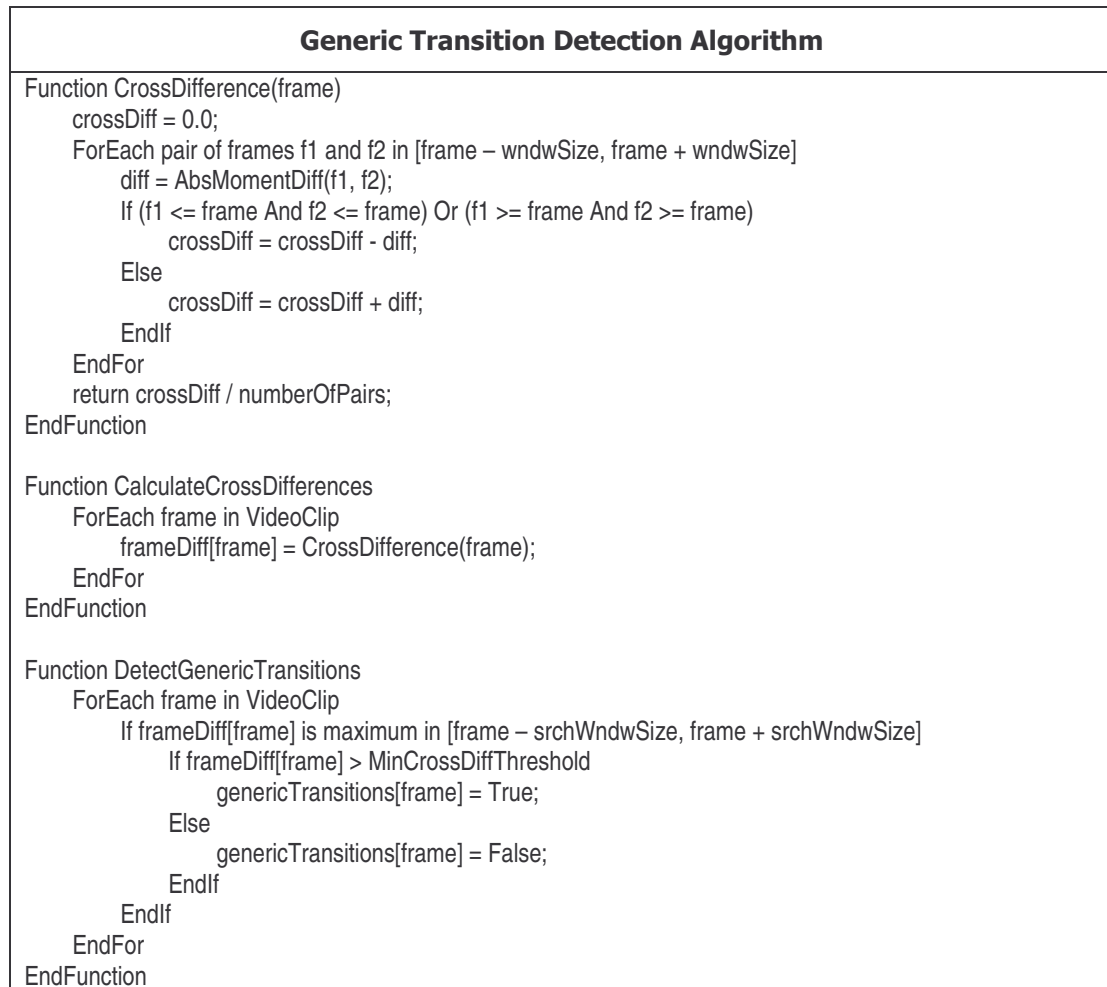 Generic Transition Detection Algorithm
Function CrossDifference(frame)
crossDiff = 0.0;
ForEach pair of frames f1 and f2 in [frame – wndwSize, frame + wndwSize]
diff = AbsMomentDiff(f1, f2);
If (f1 <= frame And f2 <= frame) Or (f1 >= frame And f2 >= frame)
crossDiff = crossDiff - diff;
Else
crossDiff = crossDiff + diff;
EndIf
EndFor
return crossDiff / numberOfPairs;
EndFunction
Function CalculateCrossDifferences
ForEach frame in VideoClip
frameDiff[frame] = CrossDifference(frame);
EndFor
EndFunction
Function DetectGenericTransitions
ForEach frame in VideoClip
If frameDiff[frame] is maximum in [frame – srchWndwSize, frame + srchWndwSize]
If frameDiff[frame] > MinCrossDiffThreshold
genericTransitions[frame] = True;
Else
genericTransitions[frame] = False;
EndIf
EndIf
EndFor
EndFunction